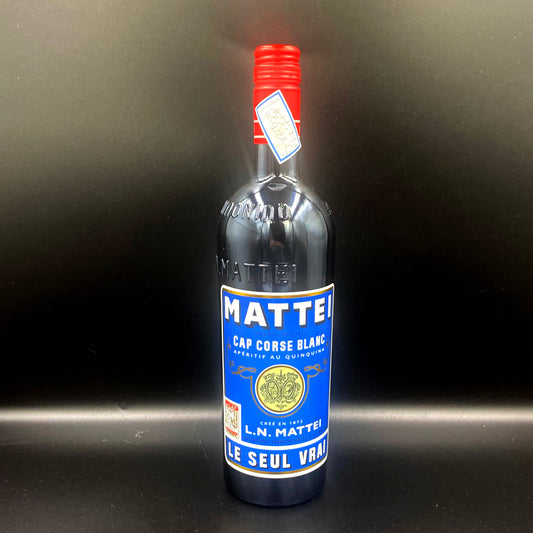 MATTEI
MATTEI
CAP CORSE BLANC
APÉRITIF AU QUINQUINA
CRÉÉ EN 1872
L.N. MATTEI
LE SEUL VRAI